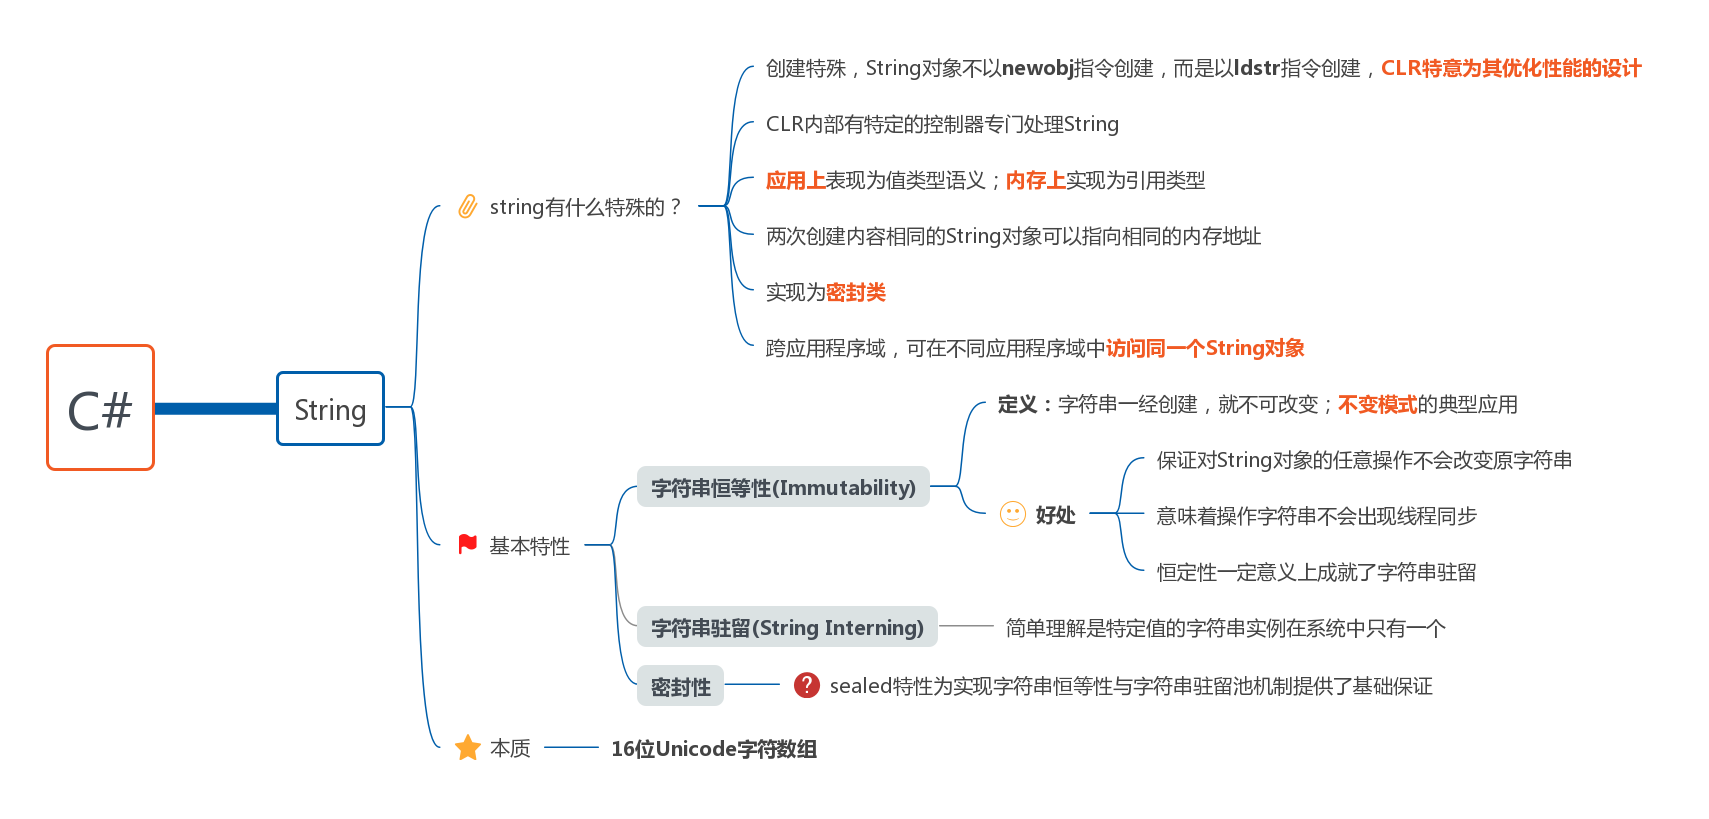 C#
String
string有什么特殊的？
创建特殊，String对象不以newobj指令创建，而是以ldstr指令创建，CLR特意为其优化性能的设计
CLR内部有特定的控制器专门处理String
应用上表现为值类型语义；内存上实现为引用类型
两次创建内容相同的String对象可以指向相同的内存地址
实现为密封类
跨应用程序域，可在不同应用程序域中访问同一个String对象
基本特性
字符串恒等性(Immutability)
定义：字符串一经创建，就不可改变；不变模式的典型应用
好处
保证对String对象的任意操作不会改变原字符串
意味着操作字符串不会出现线程同步
恒定性一定意义上成就了字符串驻留
字符串驻留(String Interning)
简单理解是特定值的字符串实例在系统中只有一个
密封性
sealed特性为实现字符串恒等性与字符串驻留池机制提供了基础保证
本质
16位Unicode字符数组